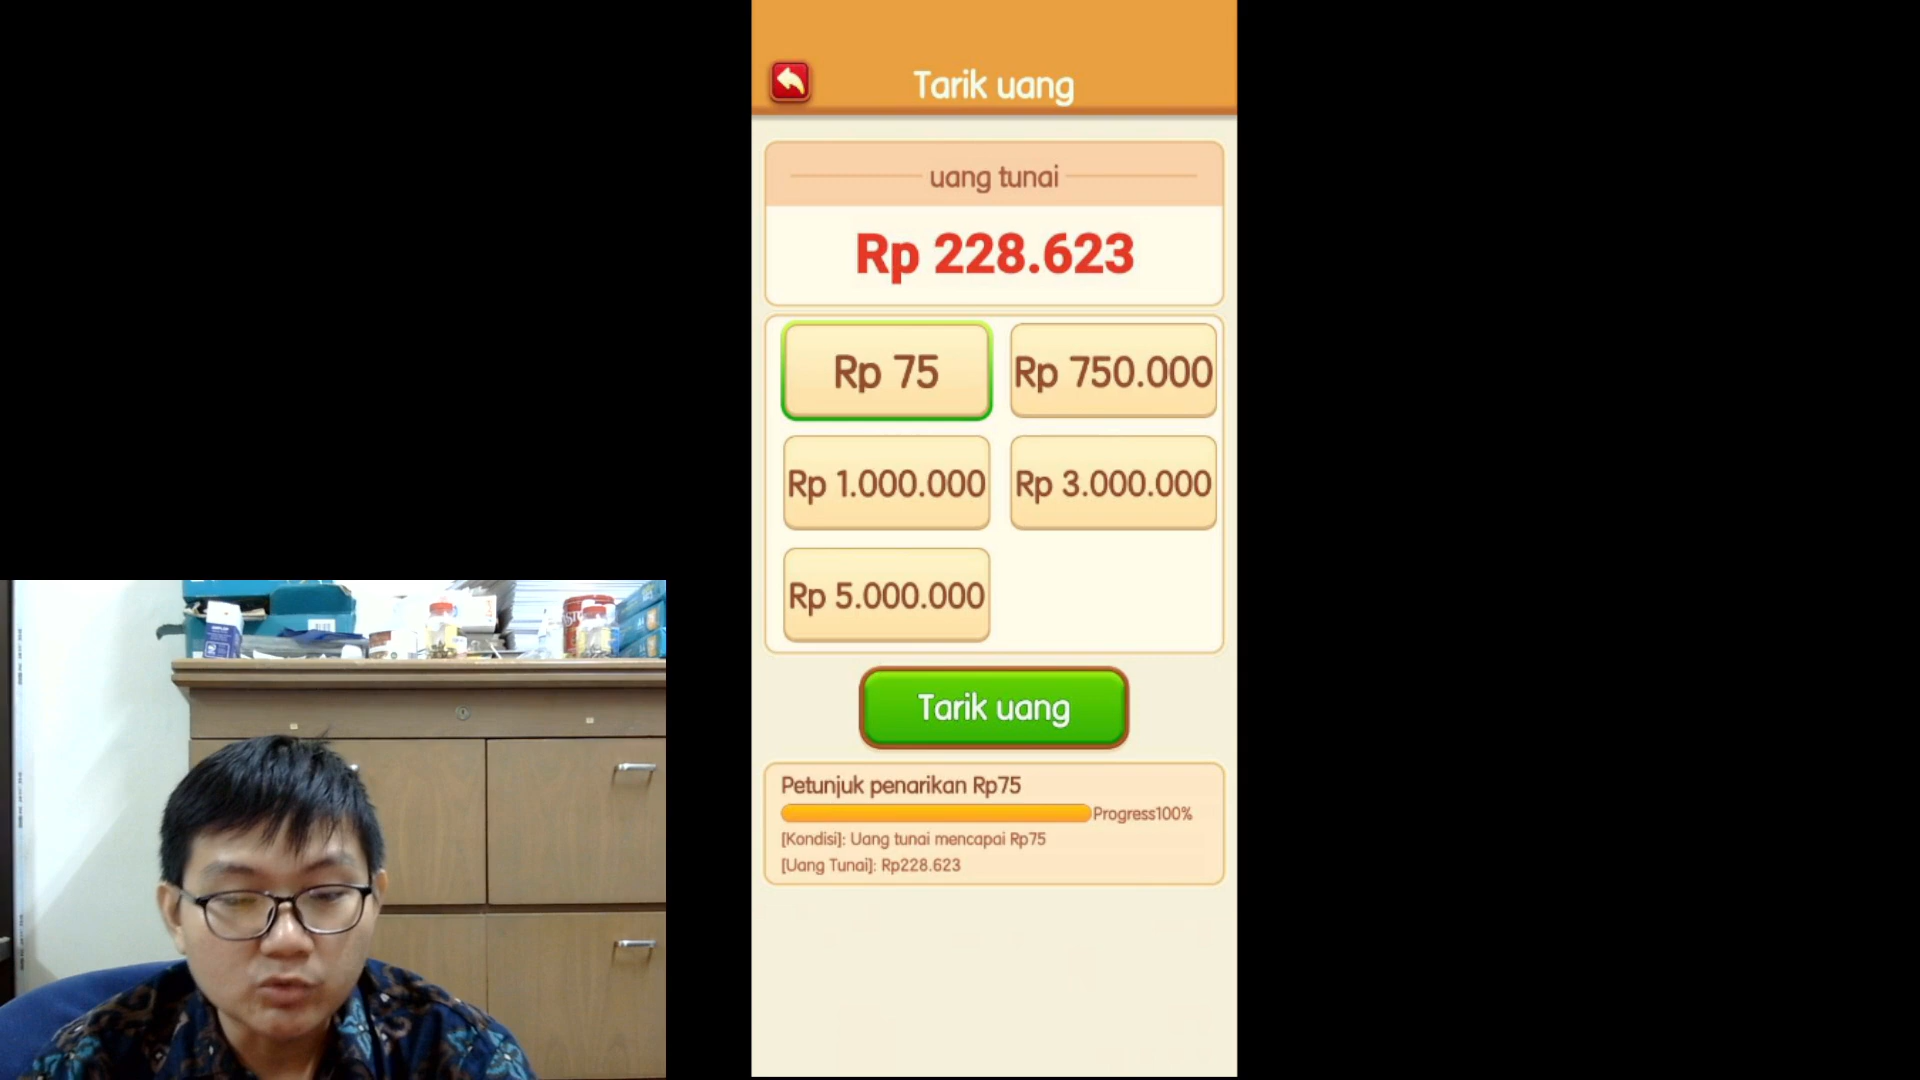 Tarik uang
uang tunai
Rp 228.623
Rp 75
Rp 750.000
Rp 1.000.000
Rp 3.000.000
Rp 5.000.000
Tarik uang
Petunjuk penarikan Rp75
Progress100%
[Kondisi]: Uang tunai mencapai Rp75
[Uang Tunai]: Rp228.623